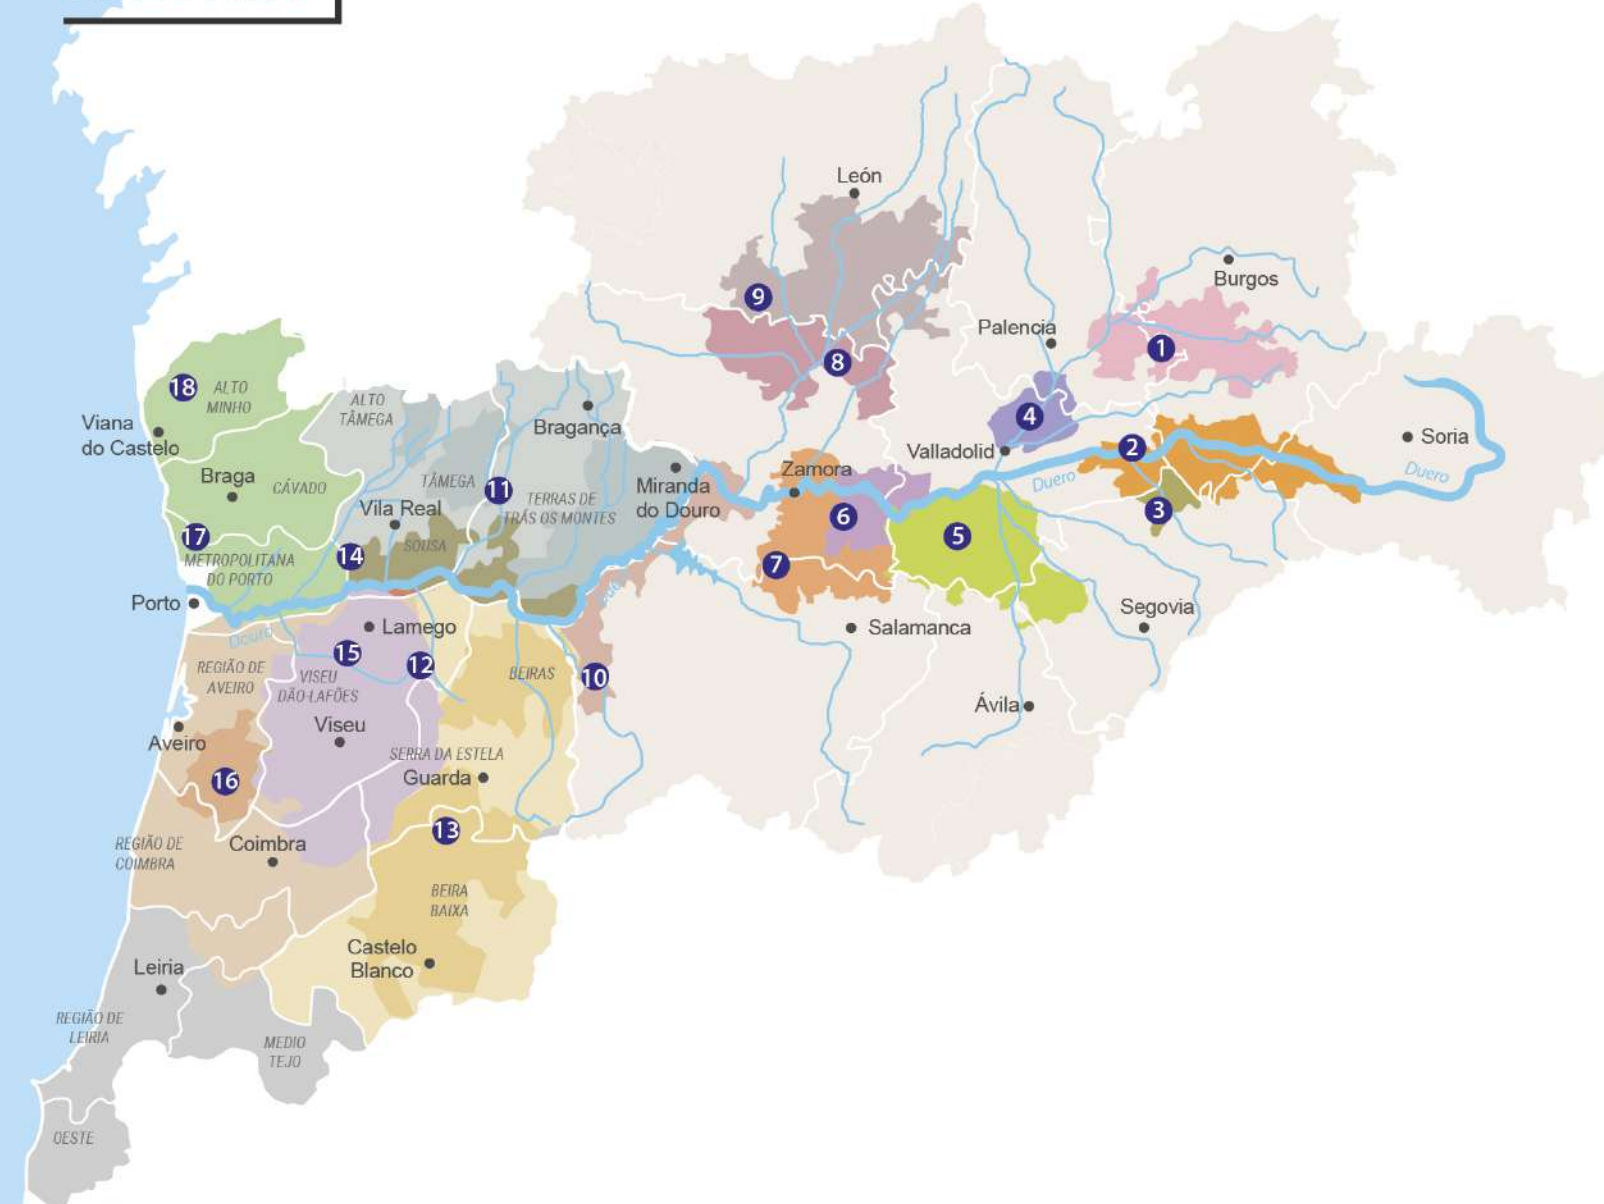 León
9
Burgos
Palencia
1
8
18
ALTO
MINHO
ALTO
TÂMEGA
4
Viana
do Castelo
Bragança
Valladolid
2
Soria
Braga
CÁVADO
TÂMEGA
11
Miranda
do Douro
Zamora
Duero
Duero
TERRAS DE
TRÁS OS MONTES
Vila Real
6
3
17
SOUSA
5
METROPOLITANA
DO PORTO
14
7
Porto
Segovia
Douro
Lamego
Salamanca
15
12
REGIÃO DE
AVEIRO
VISEU
DÃO-LAFÕES
BEIRAS
10
Ávila
Viseu
Aveiro
SERRA DA ESTELA
Guarda
16
13
REGIÃO DE
COIMBRA
Coimbra
BEIRA
BAIXA
Castelo
Blanco
Leiria
REGIÃO DE
LEIRIA
MEDIO
TEJO
OESTE